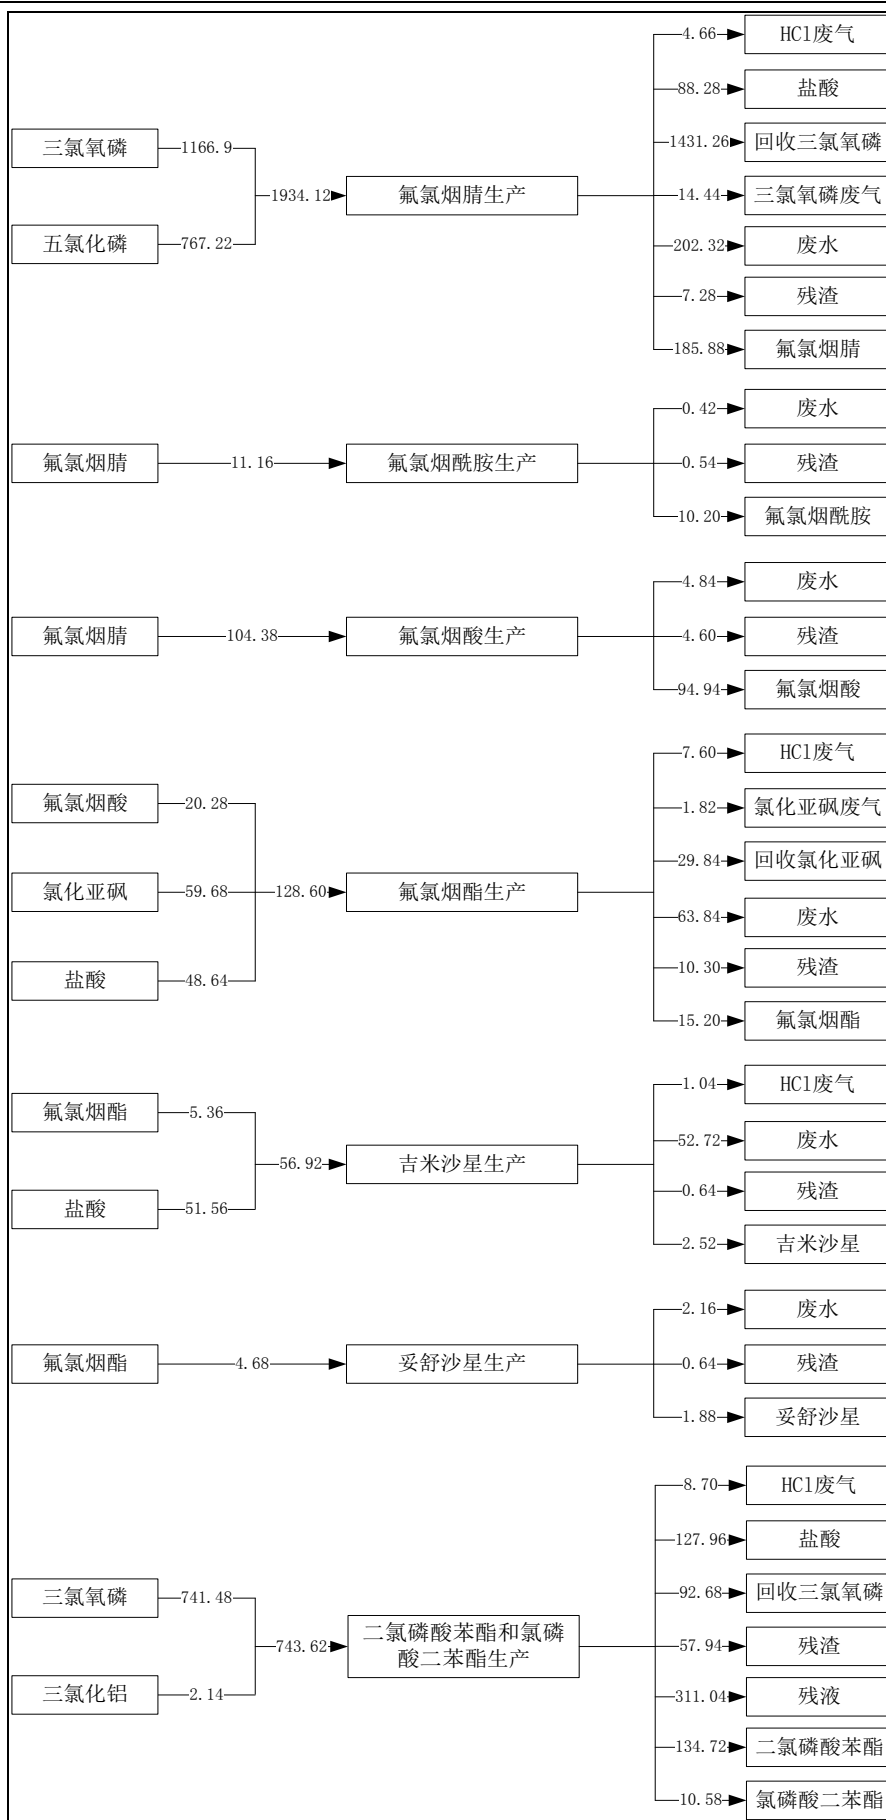 三氯氧磷
1166.9
五氯化磷
767.22
1934.12
氟氯烟腈生产
4.66
HCl废气
88.28
盐酸
1431.26
回收三氯氧磷
14.44
三氯氧磷废气
202.32
废水
7.28
残渣
185.88
氟氯烟腈
氟氯烟腈
11.16
氟氯烟酰胺生产
0.42
废水
0.54
残渣
10.20
氟氯烟酰胺
氟氯烟腈
104.38
氟氯烟酸生产
4.84
废水
4.60
残渣
94.94
氟氯烟酸
氟氯烟酸
20.28
氯化亚砜
59.68
盐酸
48.64
128.60
氟氯烟酯生产
7.60
HCl废气
1.82
氯化亚砜废气
29.84
回收氯化亚砜
63.84
废水
10.30
残渣
15.20
氟氯烟酯
氟氯烟酯
5.36
盐酸
51.56
56.92
吉米沙星生产
1.04
HCl废气
52.72
废水
0.64
残渣
2.52
吉米沙星
氟氯烟酯
4.68
妥舒沙星生产
2.16
废水
0.64
残渣
1.88
妥舒沙星
三氯氧磷
741.48
三氯化铝
2.14
743.62
二氯磷酸苯酯和氯磷
酸二苯酯生产
8.70
HCl废气
127.96
盐酸
92.68
回收三氯氧磷
57.94
残渣
311.04
残液
134.72
二氯磷酸苯酯
10.58
氯磷酸二苯酯